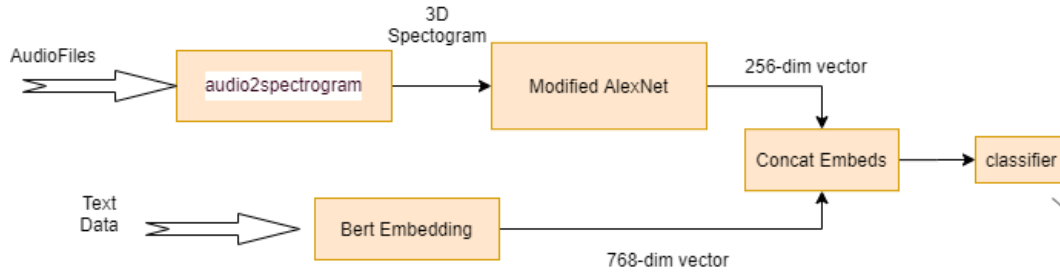 AudioFiles
audio2spectrogram
3D
Spectogram
Modified AlexNet
256-dim vector
Concat Embeds
classifier
Text
Data
Bert Embedding
768-dim vector